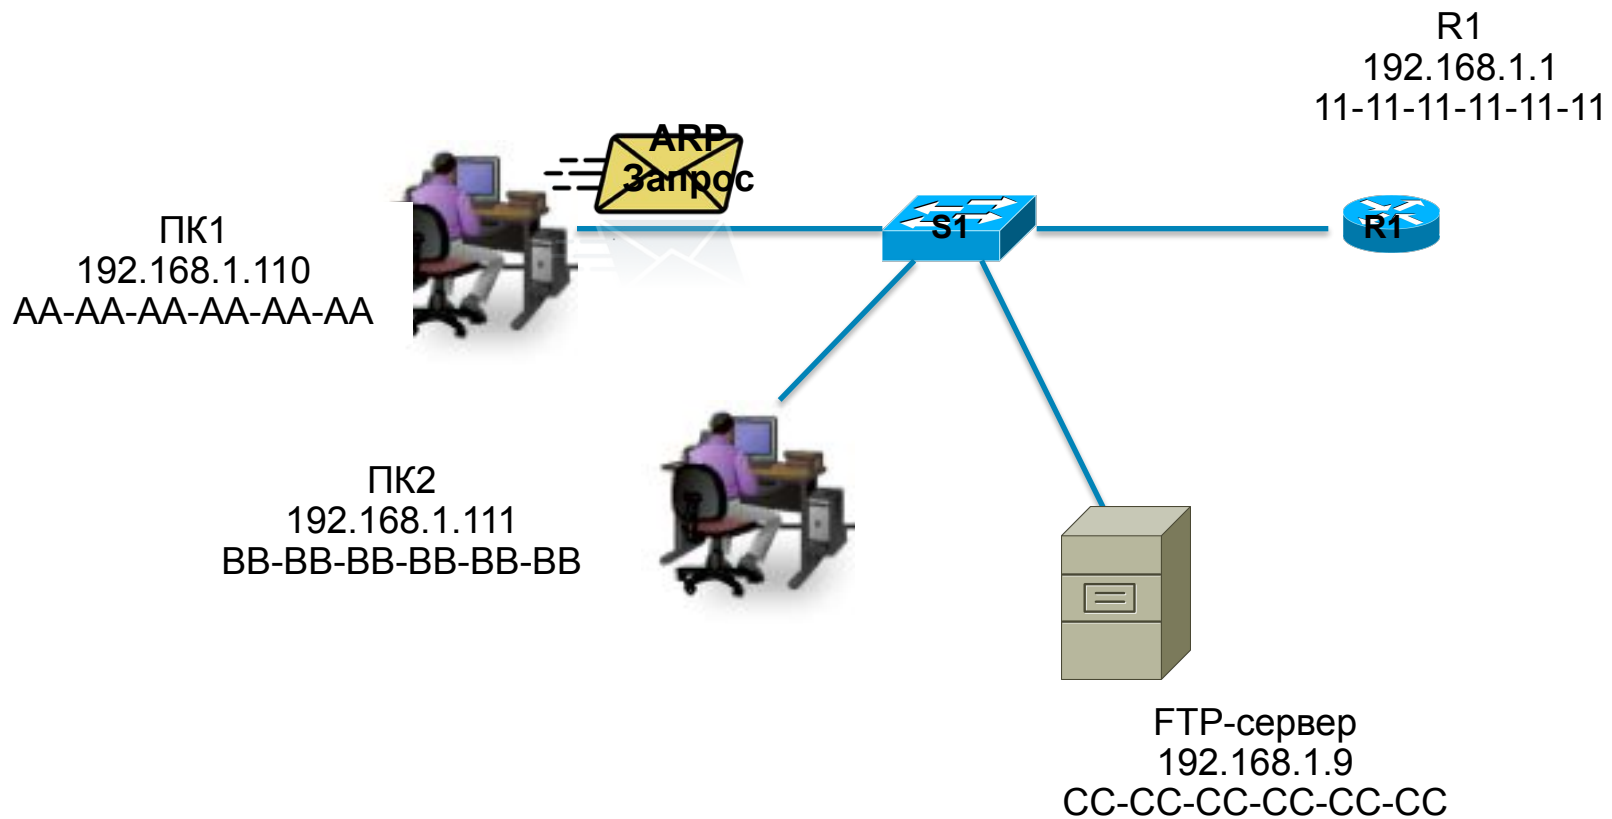 R1
192.168.1.1
11-11-11-11-11-11
ARP
Запрос
S1
R1
ПК1
192.168.1.110
AA-AA-AA-AA-AA-AA
ПК2
192.168.1.111
BB-BB-BB-BB-BB-BB
FTP-сервер
192.168.1.9
CC-CC-CC-CC-CC-CC